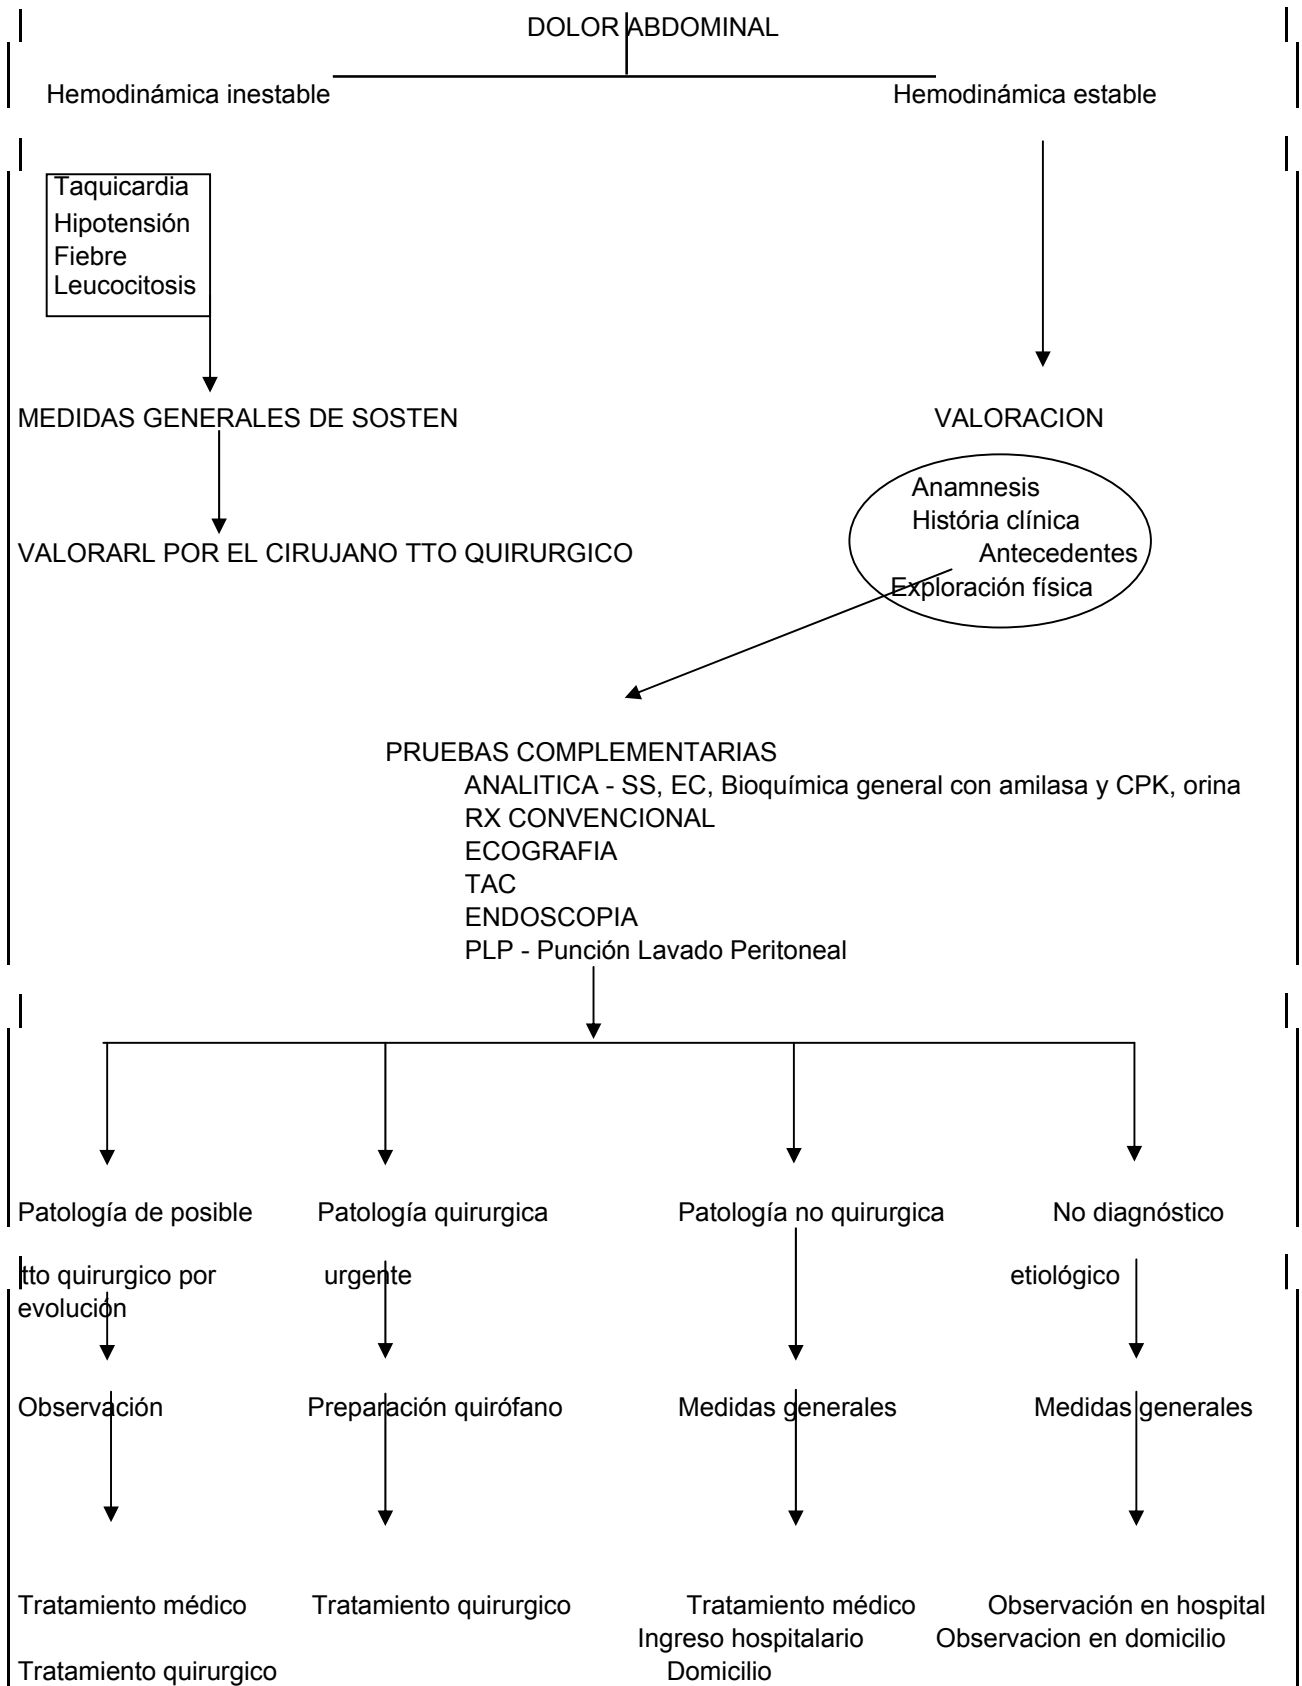 DOLOR ABDOMINAL
Hemodinámica inestable Hemodinámica estable
Taquicardia
Hipotensión
Fiebre
Leucocitosis
MEDIDAS GENERALES DE SOSTEN VALORACION
Anamnesis
História clínica
VALORARL POR EL CIRUJANO TTO QUIRURGICO Antecedentes
Exploración física
PRUEBAS COMPLEMENTARIAS
ANALITICA - SS, EC, Bioquímica general con amilasa y CPK, orina
RX CONVENCIONAL
ECOGRAFIA
TAC
ENDOSCOPIA
PLP - Punción Lavado Peritoneal
Patología de posible Patología quirurgica Patología no quirurgica No diagnóstico
tto quirurgico por urgente etiológico
evolución
Observación Preparación quirófano Medidas generales Medidas generales
Tratamiento médico Tratamiento quirurgico Tratamiento médico Observación en hospital
Ingreso hospitalario Observacion en domicilio
Tratamiento quirurgico Domicilio